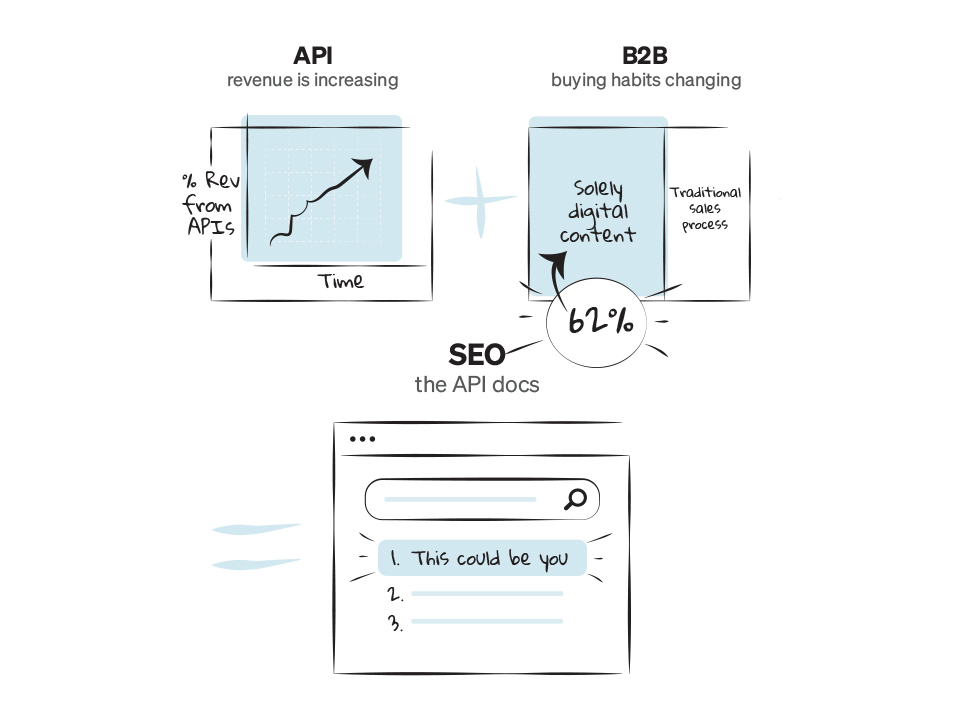 API
revenue is increasing
% Rev
from
APIs
Time
B2B
buying habits changing
Solely
digital
content
Traditional
sales
process
62%
SEO
the API docs
1. This could be you
2.
3.